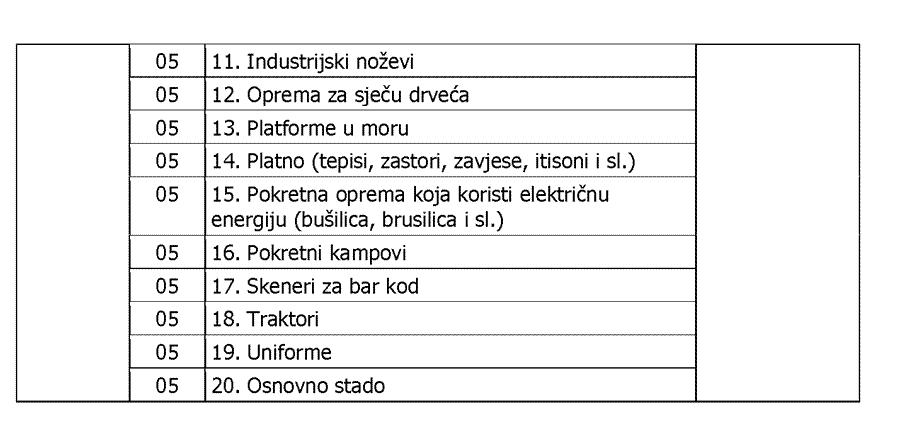 05 11. Industrijski noževi
05 12. Oprema za sječu drveća
05 13. Platforme u moru
05 14. Platno (tepisi, zastori, zavjese, itisoni i sl.)
05 15. Pokretna oprema koja koristi električnu
energiju (bušilica, brusilica i sl.)
05 16. Pokretni kampovi
05 17. Skeneri za bar kod
05 18. Traktori
05 19. Uniforme
05 20. Osnovno stado